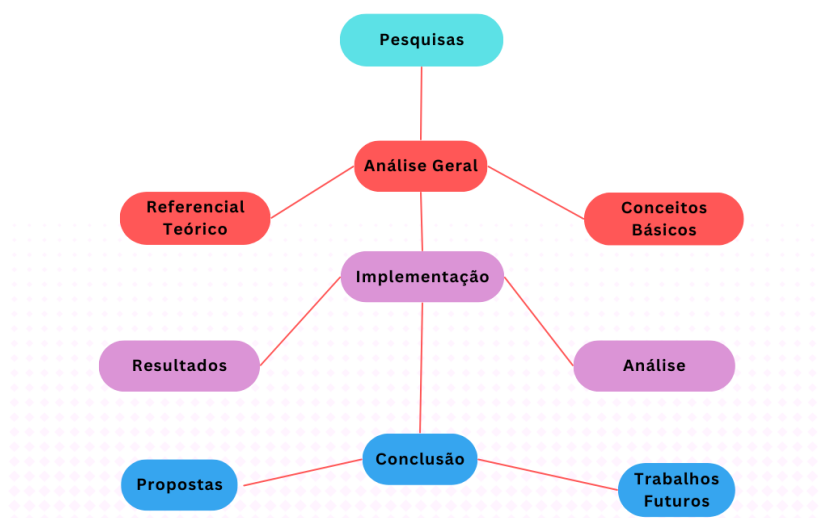 Pesquisas
Análise Geral
Referencial
Teórico
Conceitos
Básicos
Implementação
Resultados
Análise
Conclusão
Propostas
Trabalhos
Futuros